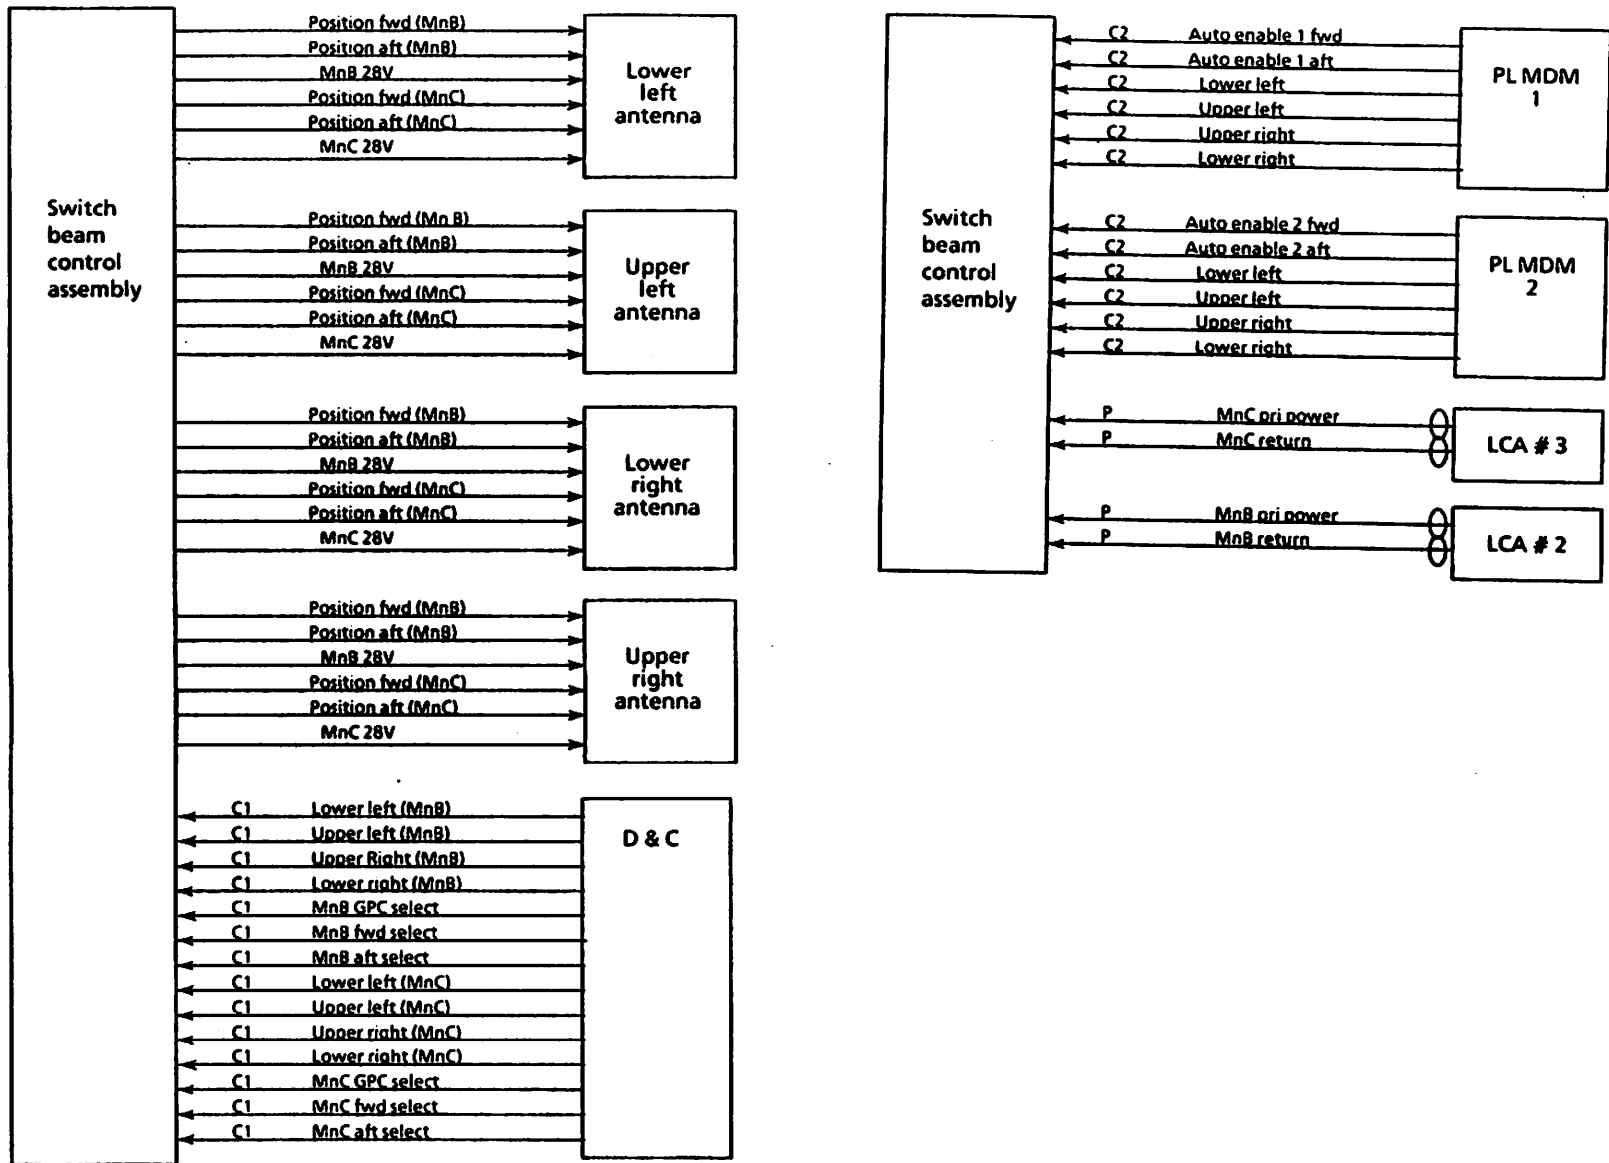 Switch
beam
control
assembly
Position fwd (MnB)
Position aft (MnB)
MnB 28V
Position fwd (MnC)
Position aft (MnC)
MnC 28V
Lower
left
antenna
Position fwd (Mn B)
Position aft (MnB)
MnB 28V
Position fwd (MnC)
Position aft (MnC)
MnC 28V
Upper
left
antenna
Position fwd (MnB)
Position aft (MnB)
MnB 28V
Position fwd (MnC)
Position aft (MnC)
MnC 28V
Lower
right
antenna
Position fwd (MnB)
Position aft (MnB)
MnB 28V
Position fwd (MnC)
Position aft (MnC)
MnC 28V
Upper
right
antenna
C1 Lower left (MnB)
C1 Upper left (MnB)
C1 Upper Right (MnB)
C1 Lower right (MnB)
C1 MnB GPC select
C1 MnB fwd select
C1 MnB aft select
C1 Lower left (MnC)
C1 Upper left (MnC)
C1 Upper right (MnC)
C1 Lower right (MnC)
C1 MnC GPC select
C1 MnC fwd select
C1 MnC aft select
D & C
Switch
beam
control
assembly
C2 Auto enable 1 fwd
C2 Auto enable 1 aft
C2 Lower left
C2 Upper left
C2 Upper right
C2 Lower right
PL MDM
1
C2 Auto enable 2 fwd
C2 Auto enable 2 aft
C2 Lower left
C2 Upper left
C2 Upper right
C2 Lower right
PL MDM
2
P MnC pri power
P MnC return
LCA # 3
P MnB pri power
P MnB return
LCA # 2